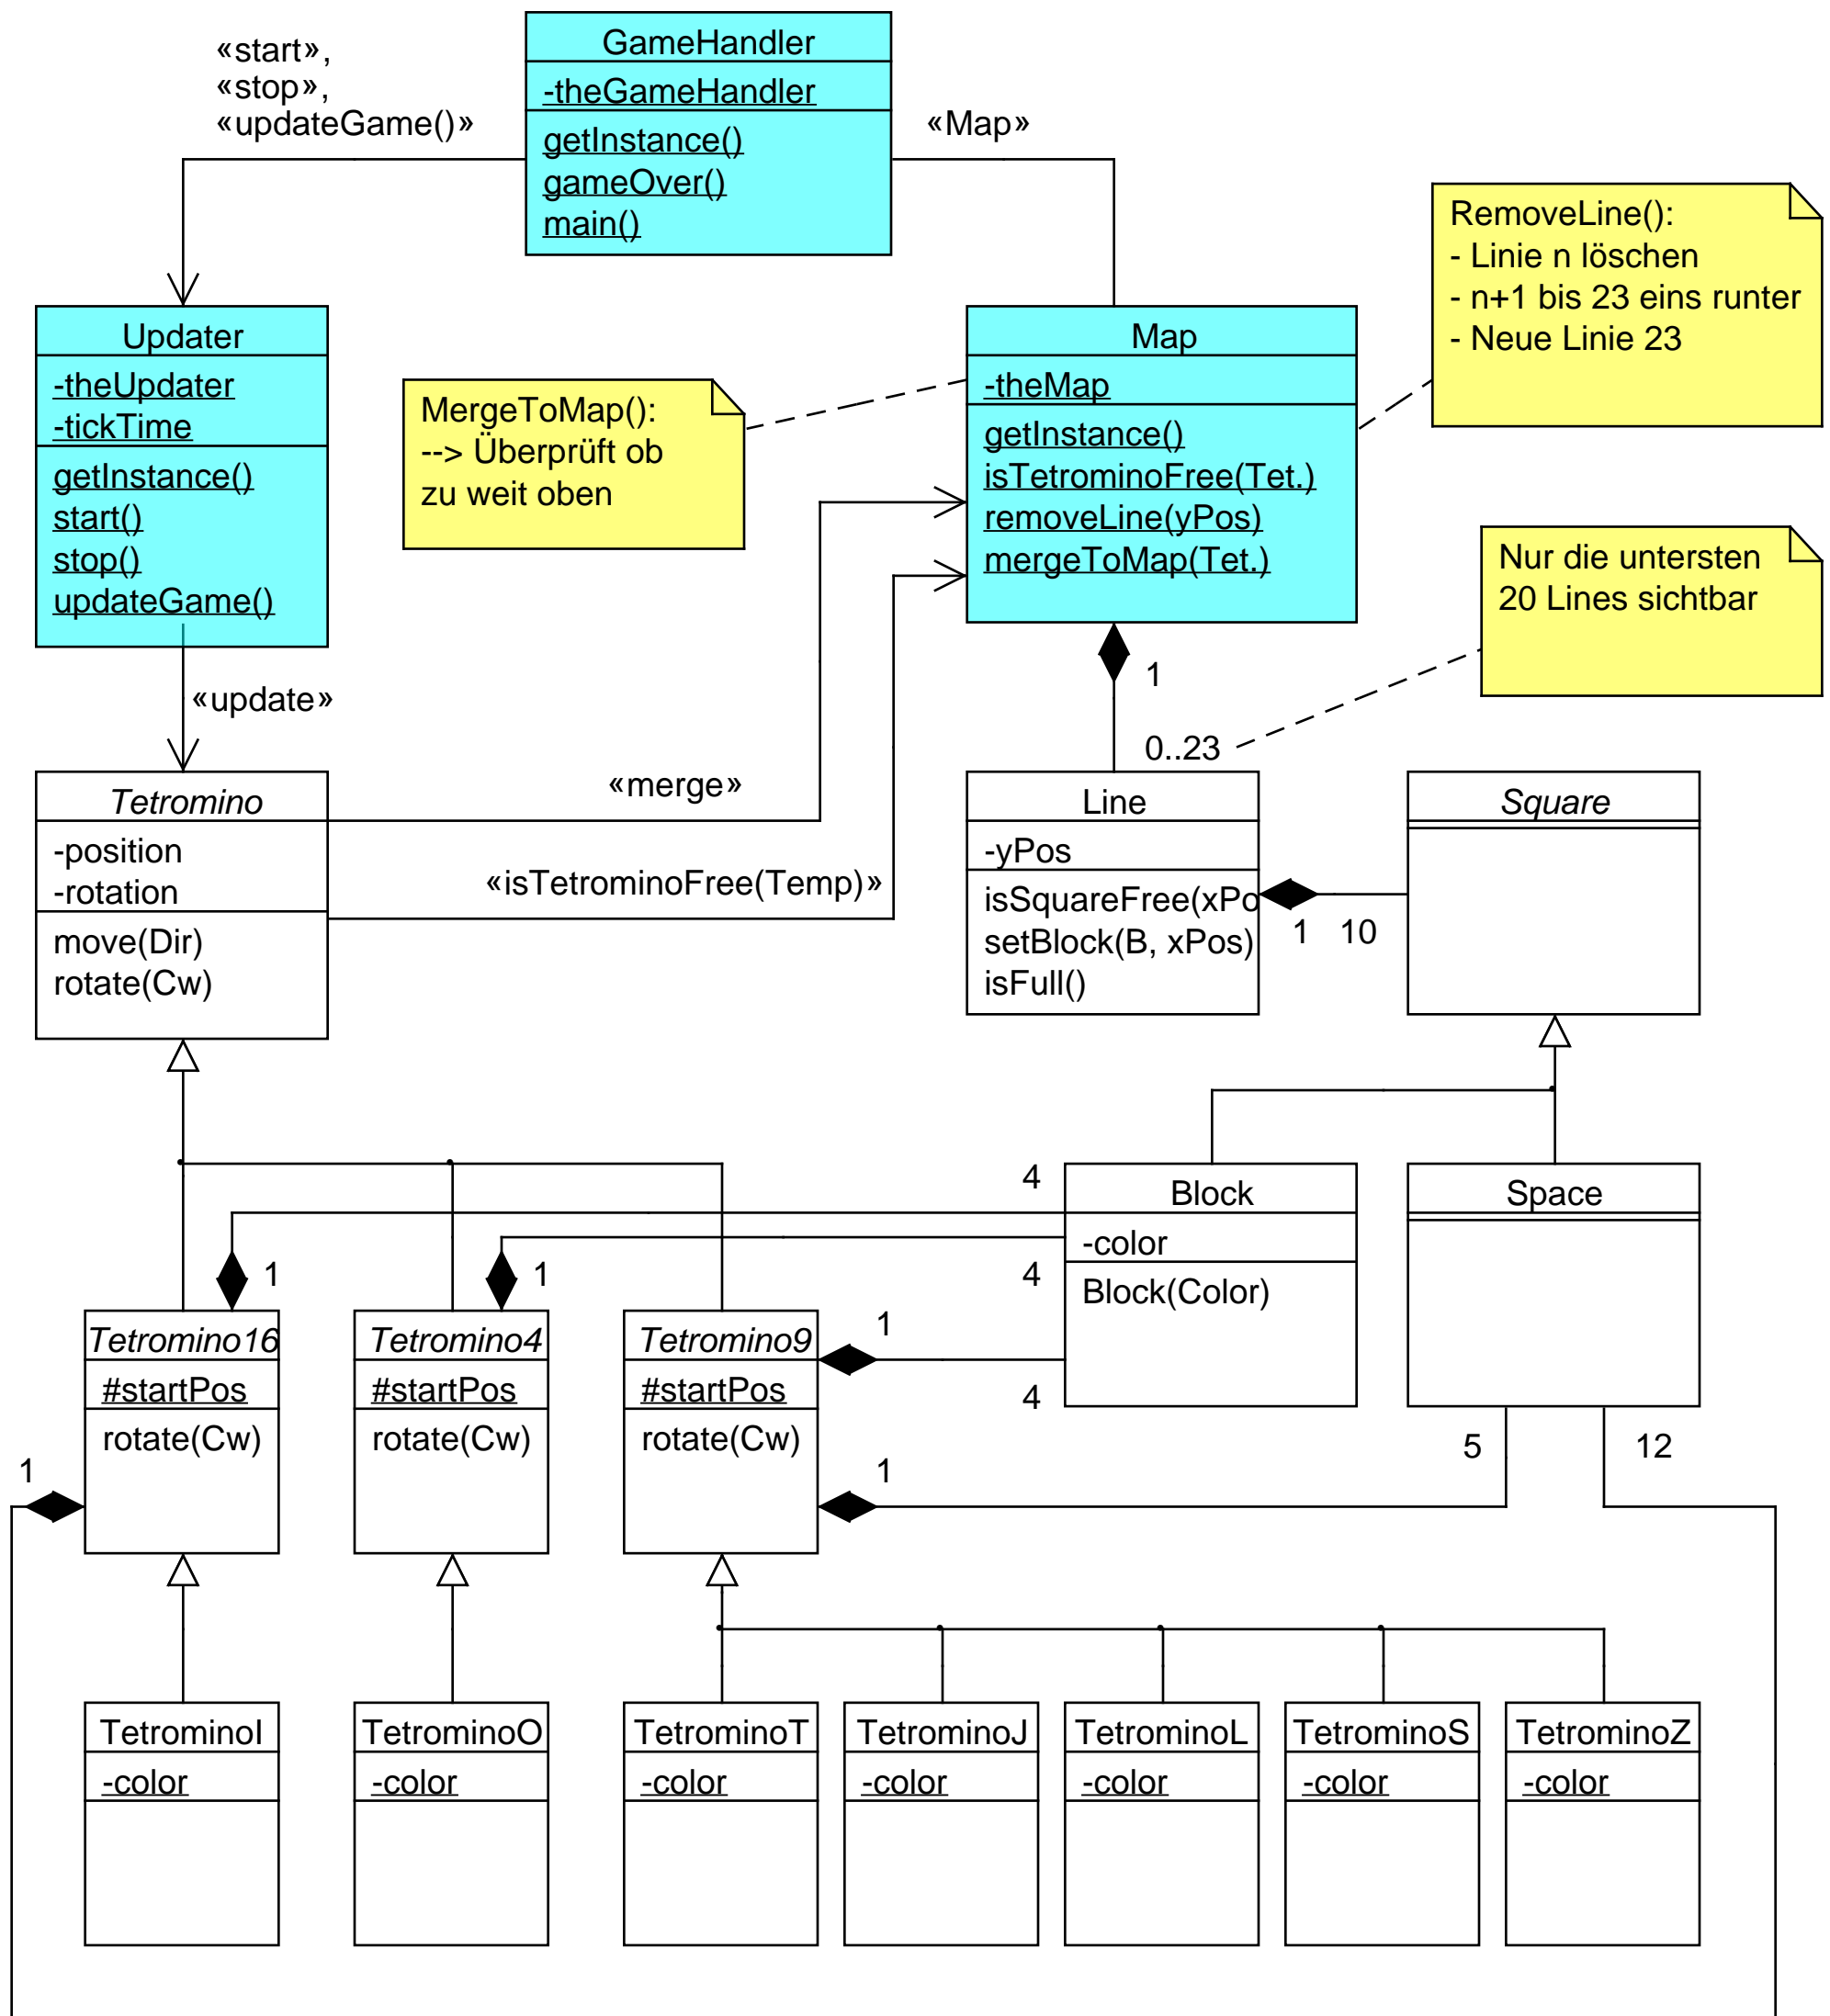 «start»,
«stop»,
«updateGame()»
GameHandler
-theGameHandler
getInstance()
gameOver()
main()
«Map»
RemoveLine():
- Linie n löschen
- n+1 bis 23 eins runter
- Neue Linie 23
Updater
-theUpdater
-tickTime
getInstance()
start()
stop()
updateGame()
MergeToMap():
--> Überprüft ob
zu weit oben
Map
-theMap
getInstance()
isTetrominoFree(Tet.)
removeLine(yPos)
mergeToMap(Tet.)
Nur die untersten
20 Lines sichtbar
«update»
1
0..23
«merge»
«isTetrominoFree(Temp)»
Tetromino
-position
-rotation
move(Dir)
rotate(Cw)
Line
-yPos
isSquareFree(xPo
setBlock(B, xPos)
isFull()
1
10
Square
4
Block
-color
Block(Color)
Space
1
1
4
1
4
Tetromino16
#startPos
rotate(Cw)
Tetromino4
#startPos
rotate(Cw)
Tetromino9
#startPos
rotate(Cw)
1
1
5
12
TetrominoI
-color
TetrominoO
-color
TetrominoT
-color
TetrominoJ
-color
TetrominoL
-color
TetrominoS
-color
TetrominoZ
-color